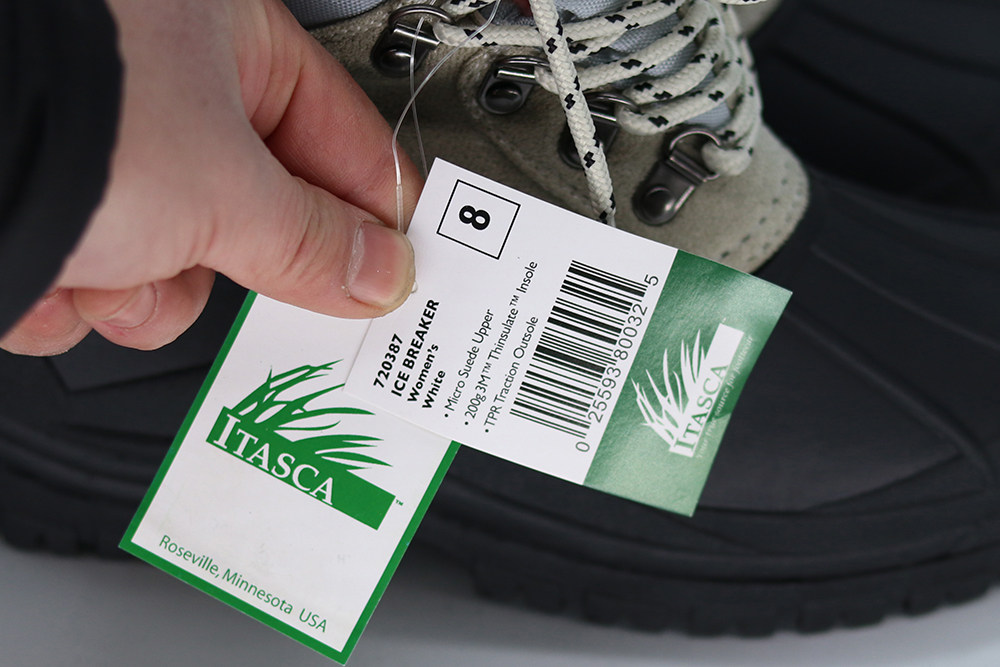 8
720387
ICE BREAKER
Women's
White
• Micro Suede Upper
• 200g 3M™ Thinsulate™ Insole
• TPR Traction Outsole
0 25593 80032 5
ITASCA
ITASCA™
Roseville, Minnesota USA